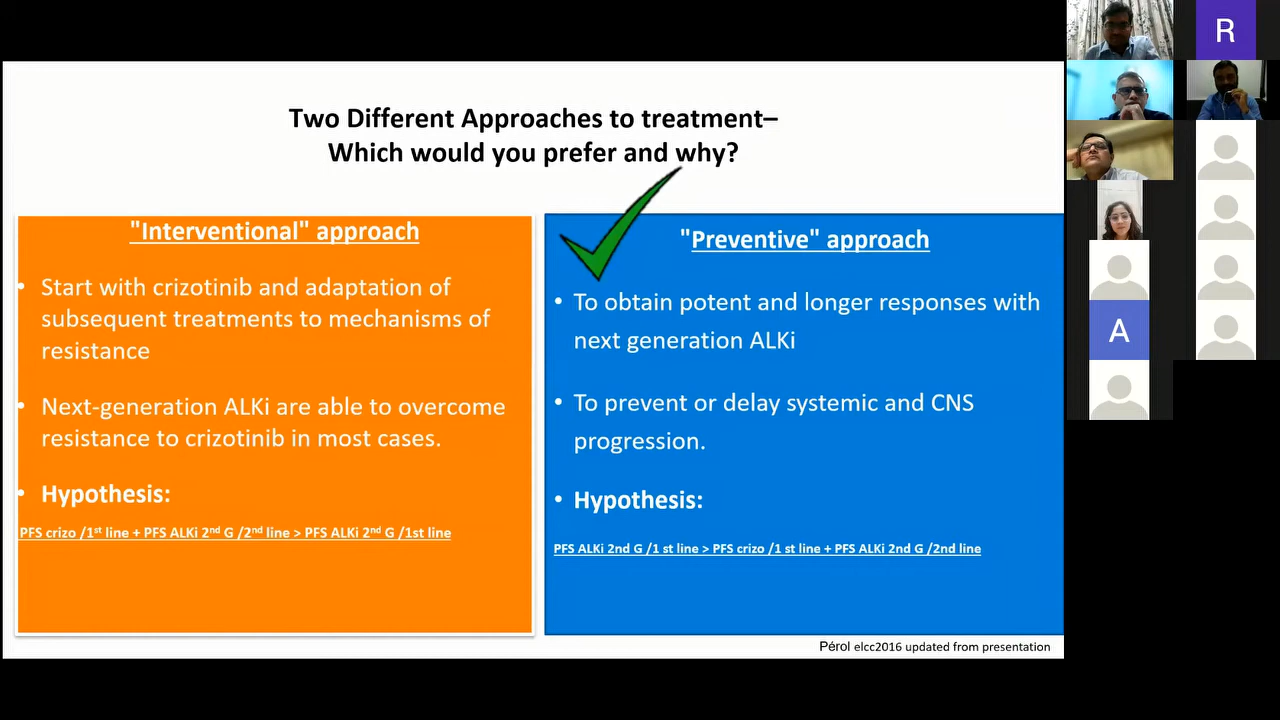 Two Different Approaches to treatment–
Which would you prefer and why?
"Interventional" approach
• Start with crizotinib and adaptation of
subsequent treatments to mechanisms of
resistance
• Next-generation ALKi are able to overcome
resistance to crizotinib in most cases.
• Hypothesis:
PFS crizo /1st line + PFS ALKi 2nd G /2nd line > PFS ALKi 2nd G /1st line
"Preventive" approach
• To obtain potent and longer responses with
next generation ALKi
• To prevent or delay systemic and CNS
progression.
• Hypothesis:
PFS ALKi 2nd G /1 st line > PFS crizo /1 st line + PFS ALKi 2nd G /2nd line
Pérol elcc2016 updated from presentation
R
A